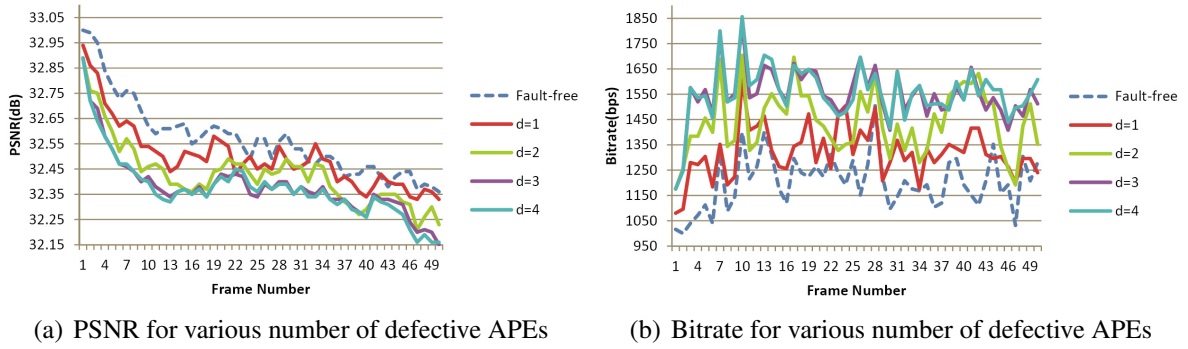 33.05
32.95
32.85
32.75
32.65
32.55
32.45
32.35
32.25
32.15
PSNR(dB)
1 4 7 10 13 16 19 22 25 28 31 34 37 40 43 46 49
Frame Number
Fault-free
d=1
d=2
d=3
d=4
(a) PSNR for various number of defective APEs
1850
1750
1650
1550
1450
1350
1250
1150
1050
950
Bitrate(bps)
1 4 7 10 13 16 19 22 25 28 31 34 37 40 43 46 49
Frame Number
Fault-free
d=1
d=2
d=3
d=4
(b) Bitrate for various number of defective APEs